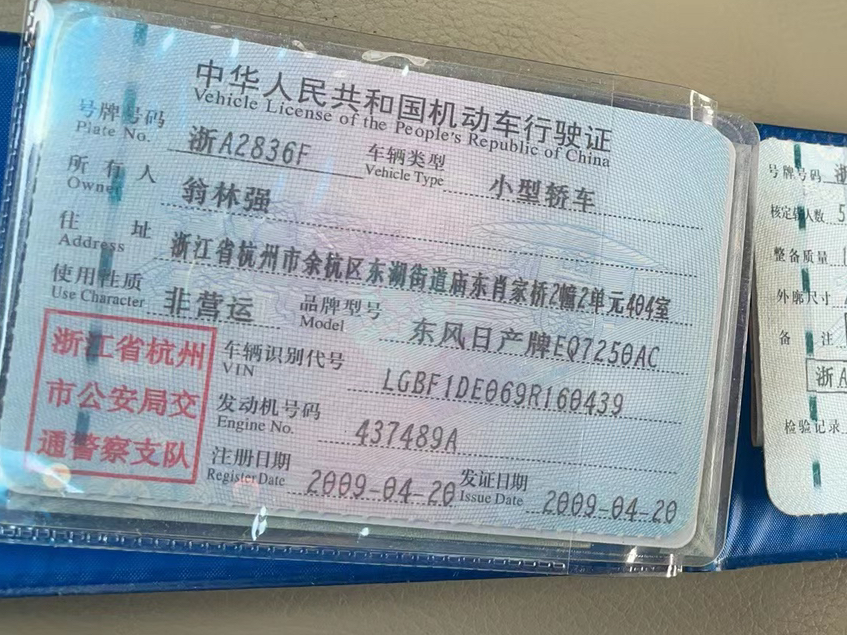 中华人民共和国机动车行驶证
Vehicle License of the People's Republic of China
号牌号码 浙A2836F 车辆类型 小型轿车
Plate No. Vehicle Type
所有人 翁林强
Owner
住址 浙江省杭州市余杭区东湖街道庙东肖家桥2幢2单元404室
Address
使用性质 非营运 品牌型号 东风日产牌EQ7250AC
Use Character Model
浙江省杭州
市公安局交
通警察支队
车辆识别代号 LGBF1DE069R160439
VIN
发动机号码 437489A
Engine No.
注册日期 2009-04-20 发证日期 2009-04-20
Register Date Issue Date
号牌号码 浙
核定载人数 5
整备质量 1
外廓尺寸
备注
浙A
检验记录